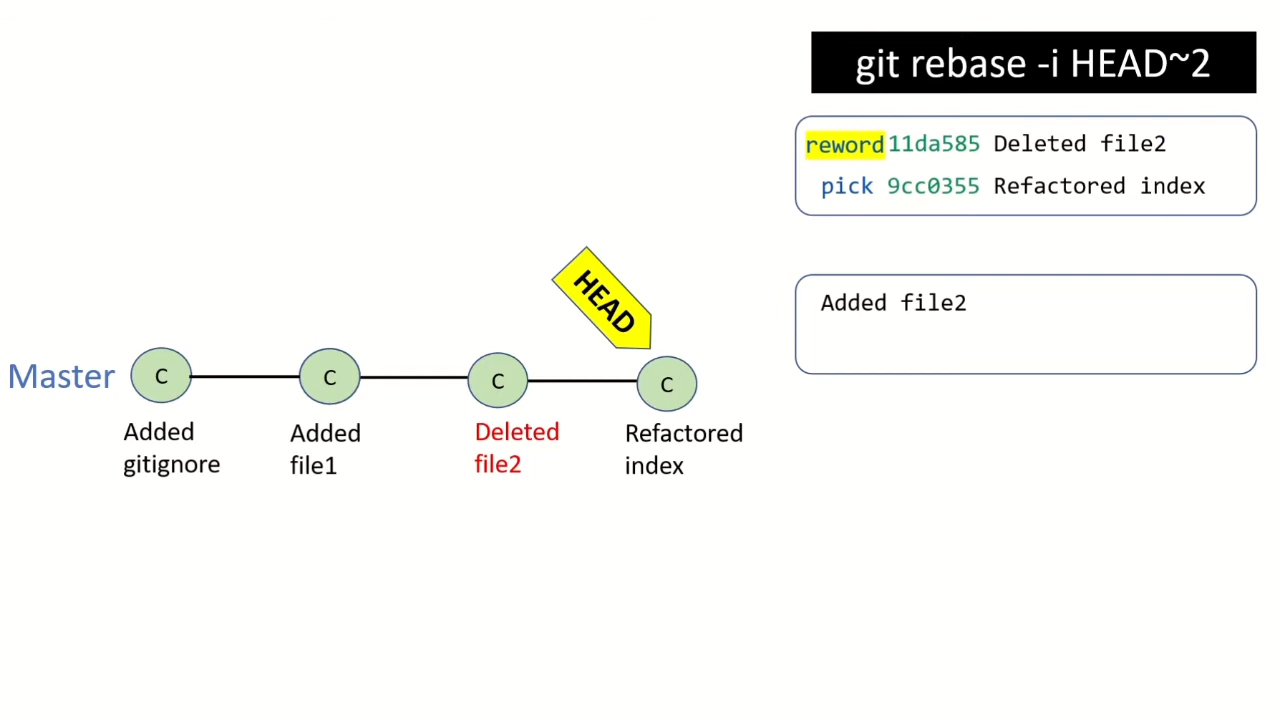 git rebase -i HEAD~2
reword 11da585 Deleted file2
pick 9cc0355 Refactored index
HEAD
Added file2
Master
C
C
C
C
Added
gitignore
Added
file1
Deleted
file2
Refactored
index